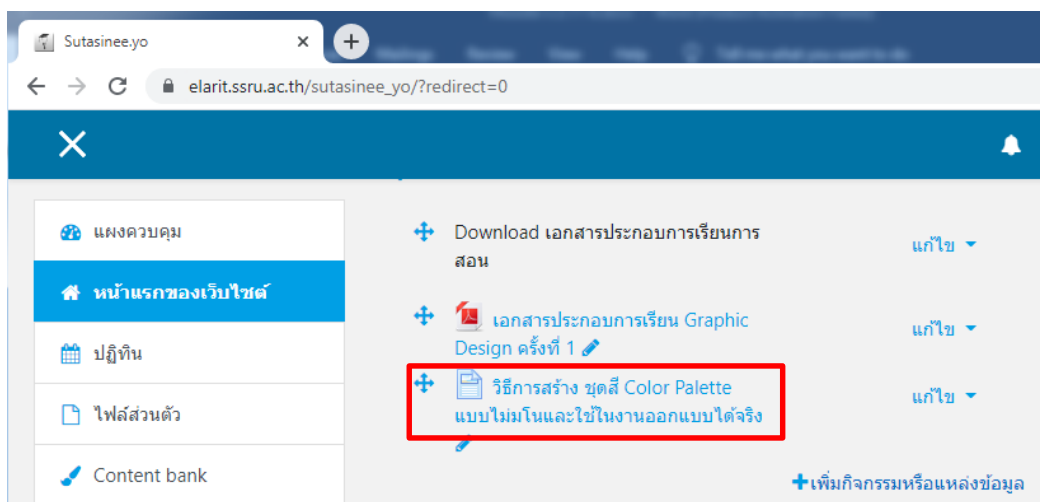 Sutasinee.yo
elarit.ssru.ac.th/sutasinee_yo/?redirect=0
แผงควบคุม
หน้าแรกของเว็บไซต์
ปฏิทิน
ไฟล์ส่วนตัว
Content bank
Download เอกสารประกอบการเรียนการ
สอน
แก้ไข
เอกสารประกอบการเรียน Graphic
Design ครั้งที่ 1
แก้ไข
วิธีการสร้าง ชุดสี Color Palette
แบบไม่มโนและใช้ในงานออกแบบได้จริง
แก้ไข
เพิ่มกิจกรรมหรือแหล่งข้อมูล